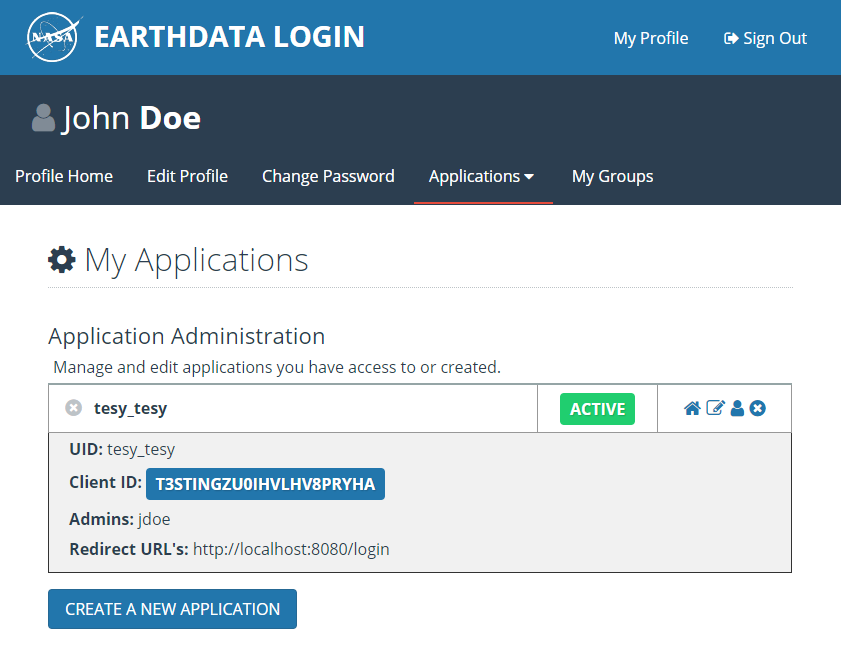 NASA EARTHDATA LOGIN My Profile Sign Out
John Doe
Profile Home Edit Profile Change Password Applications My Groups
My Applications
Application Administration
Manage and edit applications you have access to or created.
tesy_tesy ACTIVE
UID: tesy_tesy
Client ID: T3STINGZU0IHVLHV8PRYHA
Admins: jdoe
Redirect URL's: http://localhost:8080/login
CREATE A NEW APPLICATION